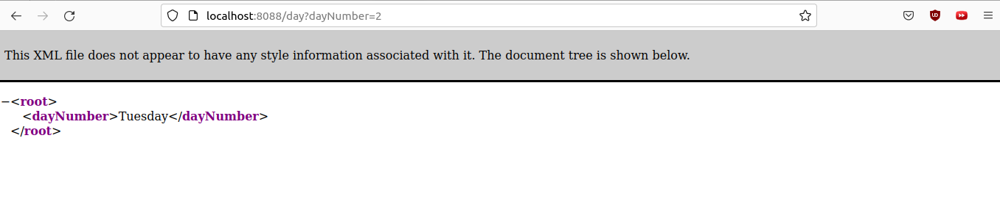 localhost:8088/day?dayNumber=2
This XML file does not appear to have any style information associated with it. The document tree is shown below.
−<root>
<dayNumber>Tuesday</dayNumber>
</root>